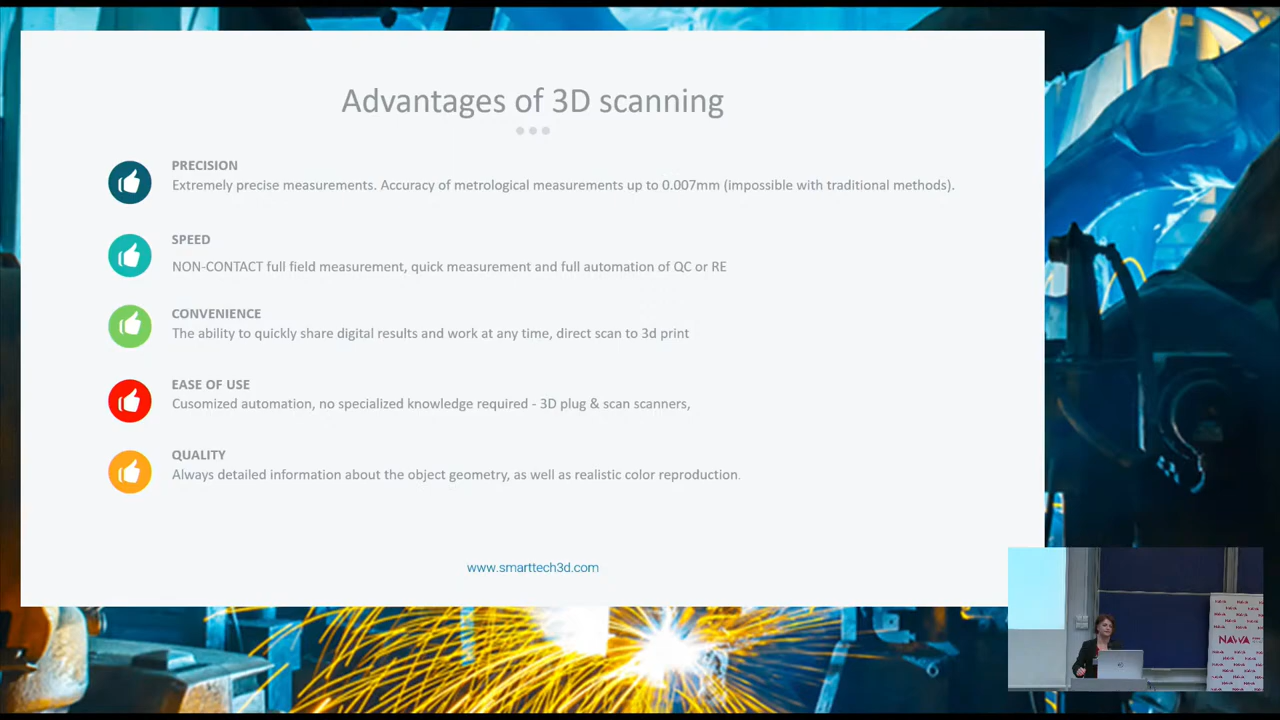 Advantages of 3D scanning
PRECISION
Extremely precise measurements. Accuracy of metrological measurements up to 0.007mm (impossible with traditional methods).
SPEED
NON-CONTACT full field measurement, quick measurement and full automation of QC or RE
CONVENIENCE
The ability to quickly share digital results and work at any time, direct scan to 3d print
EASE OF USE
Cusomized automation, no specialized knowledge required - 3D plug & scan scanners,
QUALITY
Always detailed information about the object geometry, as well as realistic color reproduction.
www.smarttech3d.com
NAWA